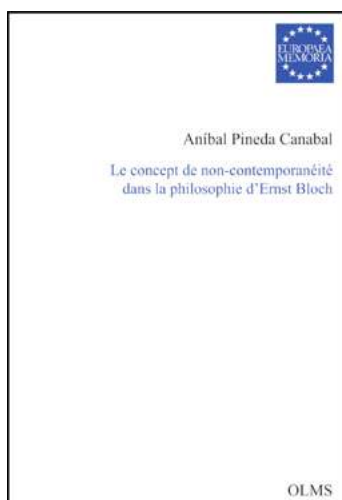 EUROPAEA
MEMORIA
Aníbal Pineda Canabal
Le concept de non-contemporanéité
dans la philosophie d'Ernst Bloch
OLMS